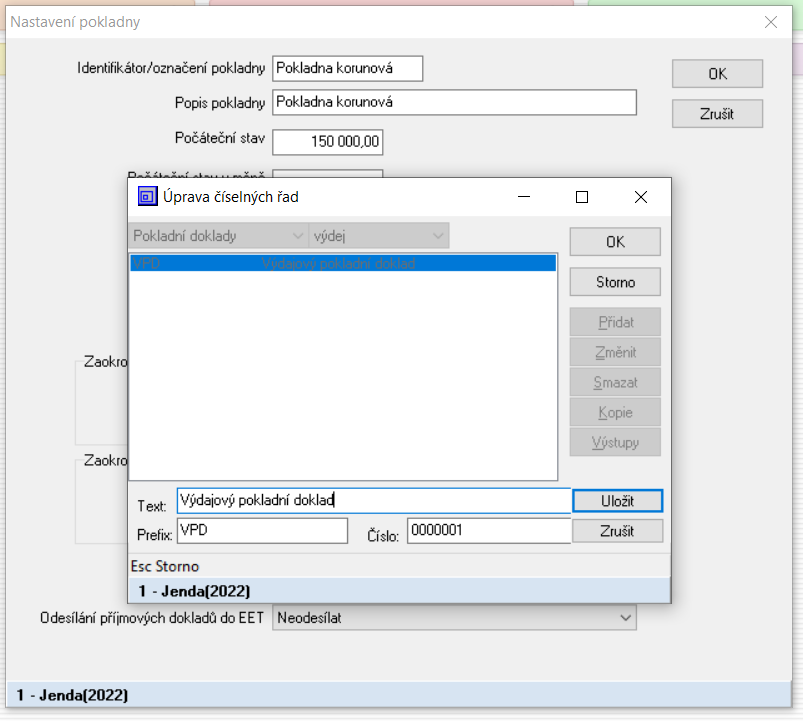 Nastavení pokladny
Identifikátor/označení pokladny Pokladna korunová
OK
Popis pokladny Pokladna korunová
Zrušit
Počáteční stav 150 000,00
Počáteční stav v měně
Úprava číselných řad
Pokladní doklady výdej
OK
VPD Výdajový pokladní doklad
Storno
Přidat
Změnit
Zaokro
Smazat
Kopie
Výstupy
Zaokro
Text: Výdajový pokladní doklad Uložit
Prefix: VPD Číslo: 0000001 Zrušit
Esc Storno
1 - Jenda(2022)
Odesílání příjmových dokladů do EET Neodesílat
1 - Jenda(2022)